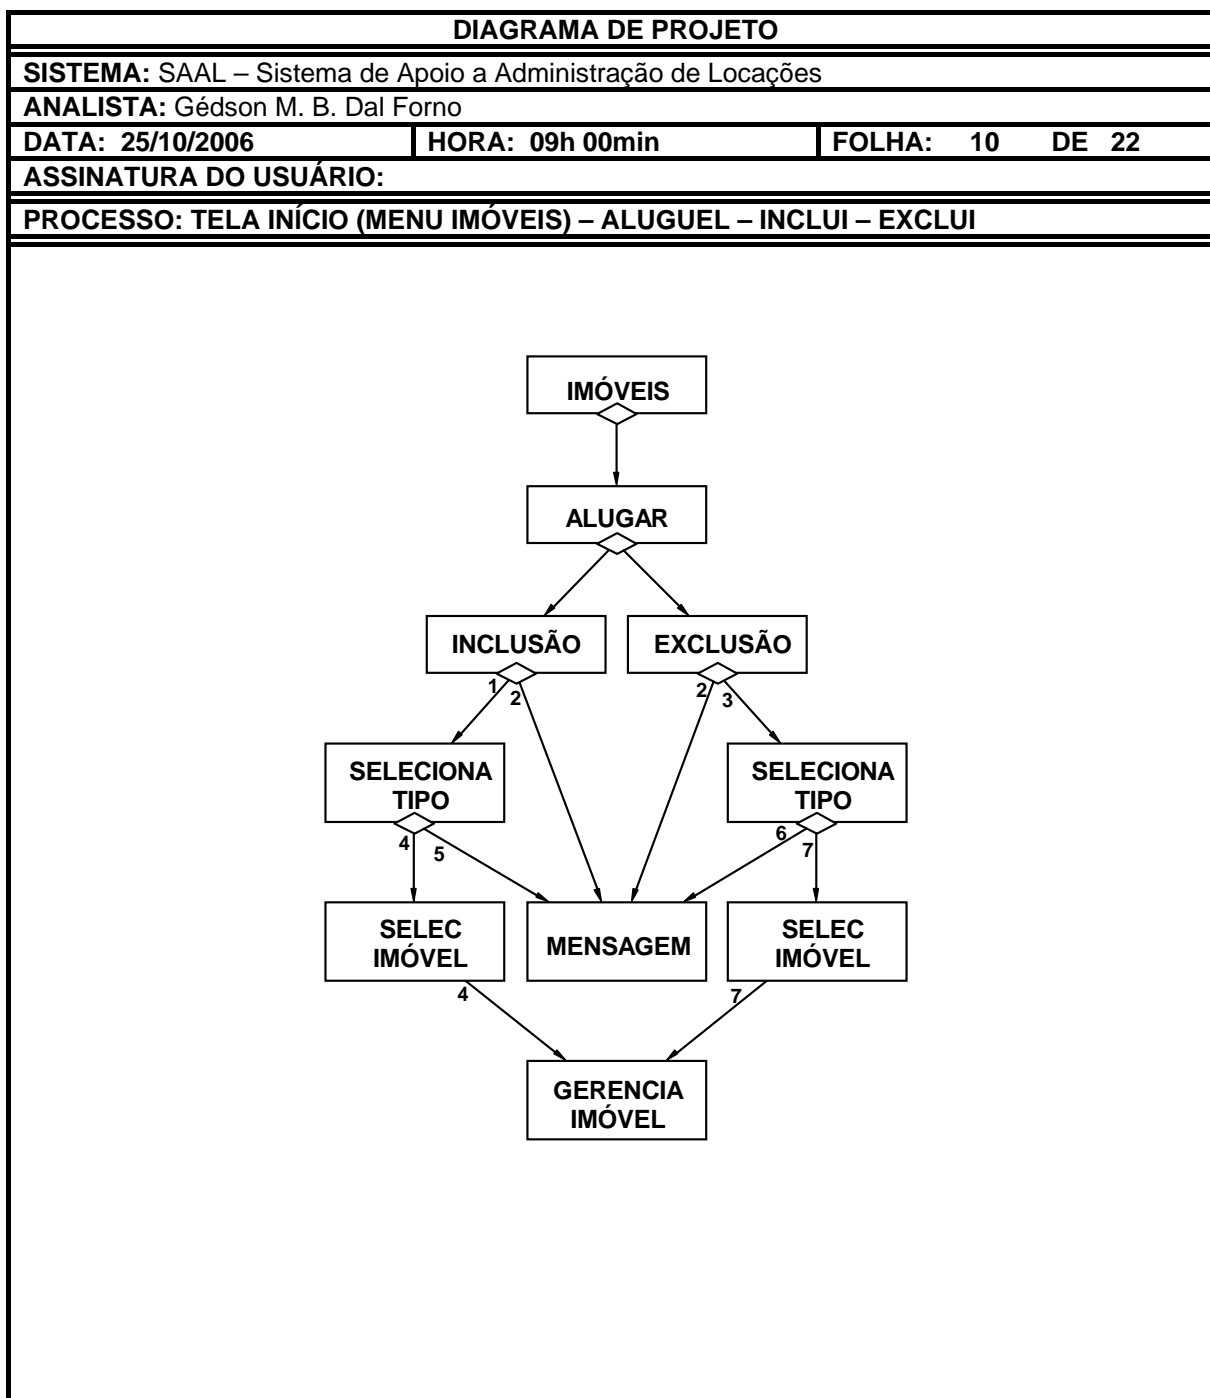 DIAGRAMA DE PROJETO
SISTEMA: SAAL – Sistema de Apoio a Administração de Locações
ANALISTA: Gédson M. B. Dal Forno
DATA: 25/10/2006 HORA: 09h 00min FOLHA: 10 DE 22
ASSINATURA DO USUÁRIO:
PROCESSO: TELA INÍCIO (MENU IMÓVEIS) – ALUGUEL – INCLUI – EXCLUI
IMÓVEIS
ALUGAR
INCLUSÃO EXCLUSÃO
1 2 2 3
SELECIONA SELECIONA
TIPO TIPO
4 5 6 7
SELEC MENSAGEM SELEC
IMÓVEL IMÓVEL
4 7
GERENCIA
IMÓVEL